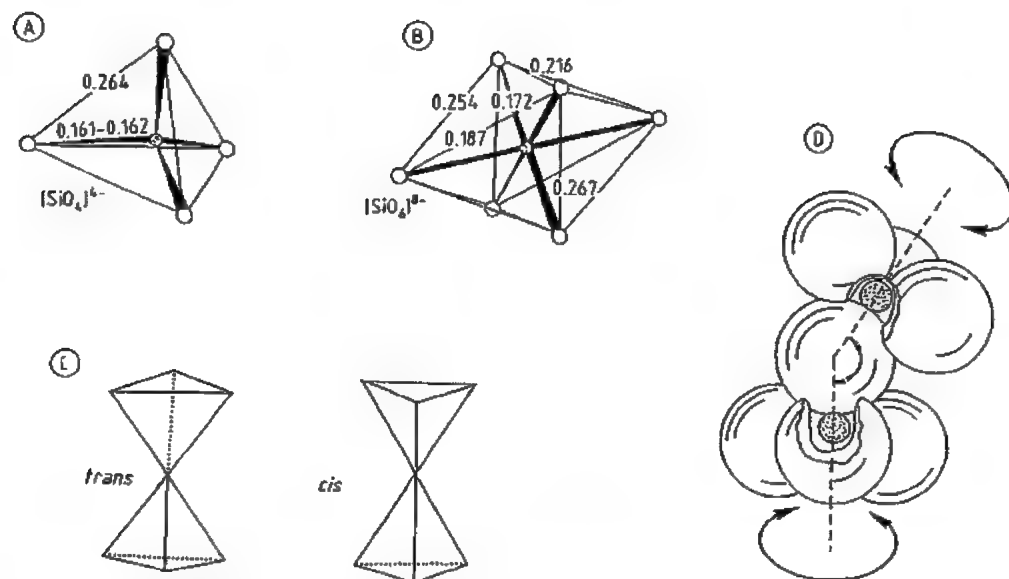 A
0.264
0.161-0.162
[SiO₄]⁴⁻
B
0.216
0.254
0.172
0.187
0.267
[SiO₆]⁸⁻
D
E
trans
cis